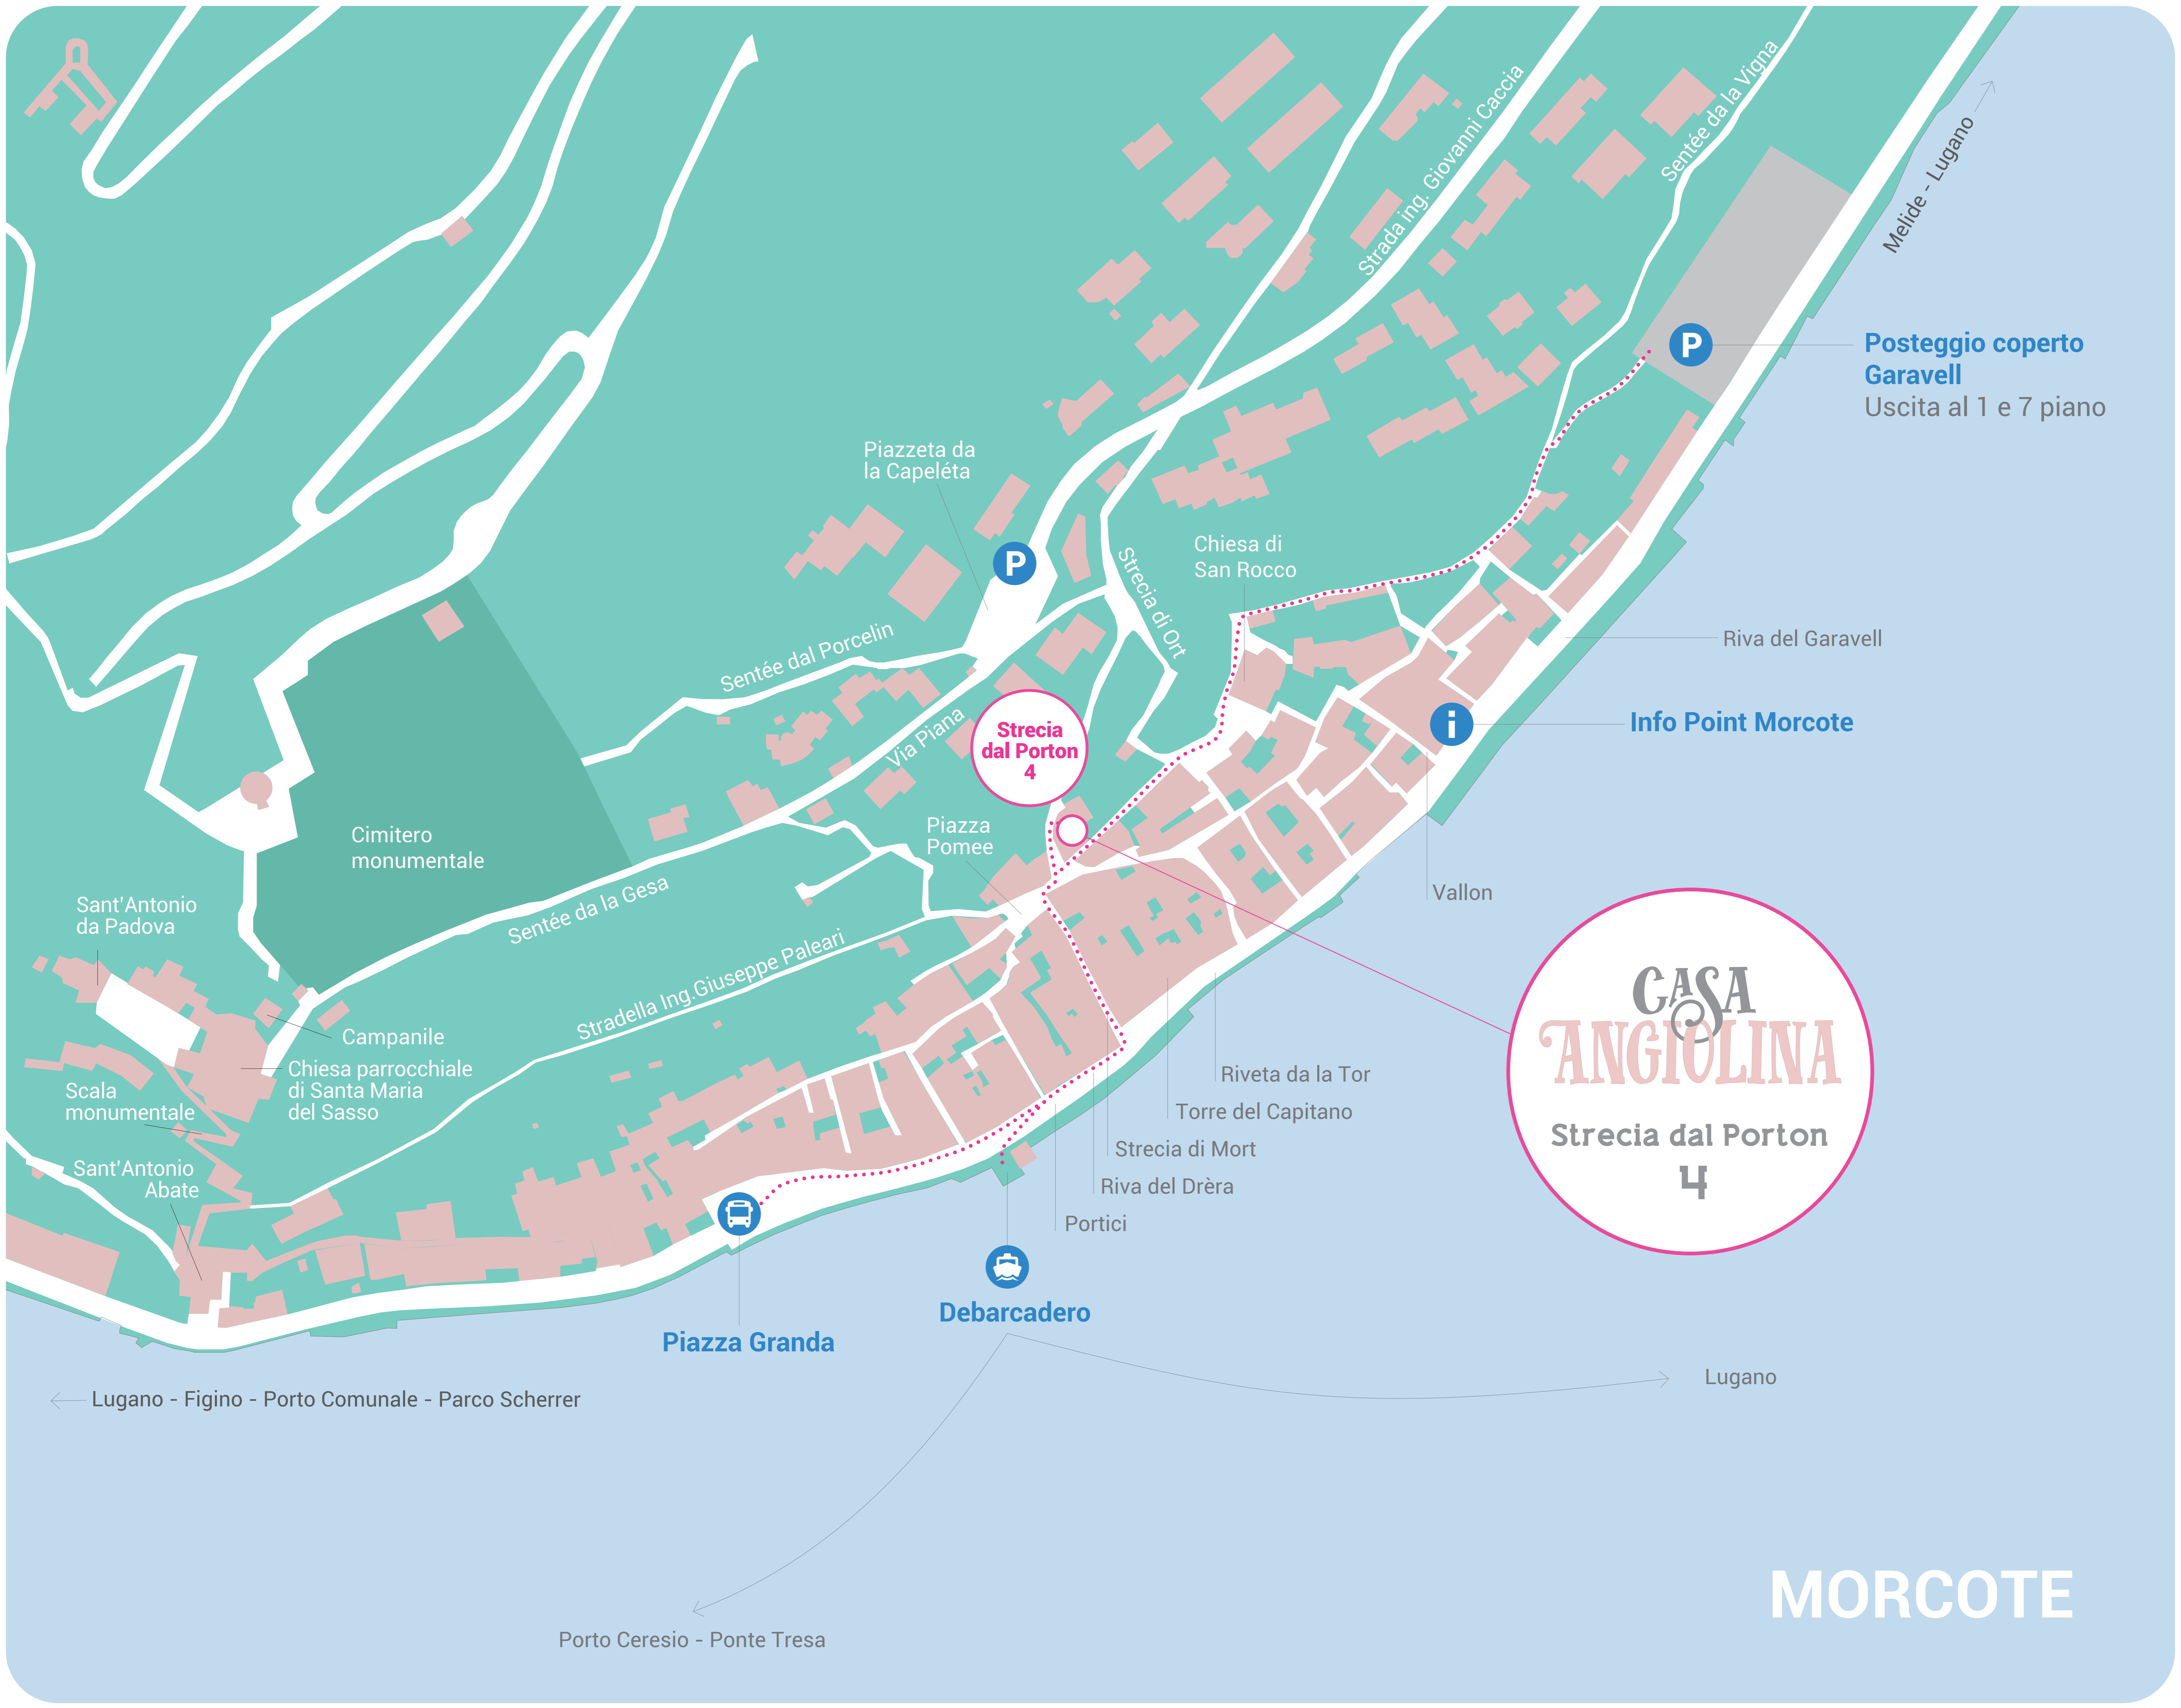 Strada ing. Giovanni Caccia
Sentée da la Vigna
Melide - Lugano
P
Posteggio coperto
Garavell
Uscita al 1 e 7 piano
Piazzeta da
la Capeléta
P
Strecia di Ort
Chiesa di
San Rocco
Riva del Garavell
Sentée dal Porcelin
Via Piana
Strecia
dal Porton
4
i
Info Point Morcote
Cimitero
monumentale
Piazza
Pomee
Vallon
Sentée da la Gesa
Sant'Antonio
da Padova
Stradella Ing.Giuseppe Paleari
Campanile
Chiesa parrocchiale
di Santa Maria
del Sasso
Scala
monumentale
Sant'Antonio
Abate
CASA
ANGIOLINA
Strecia dal Porton
4
Riveta da la Tor
Torre del Capitano
Strecia di Mort
Riva del Drèra
Portici
Debarcadero
Piazza Granda
Lugano - Figino - Porto Comunale - Parco Scherrer
Lugano
MORCOTE
Porto Ceresio - Ponte Tresa